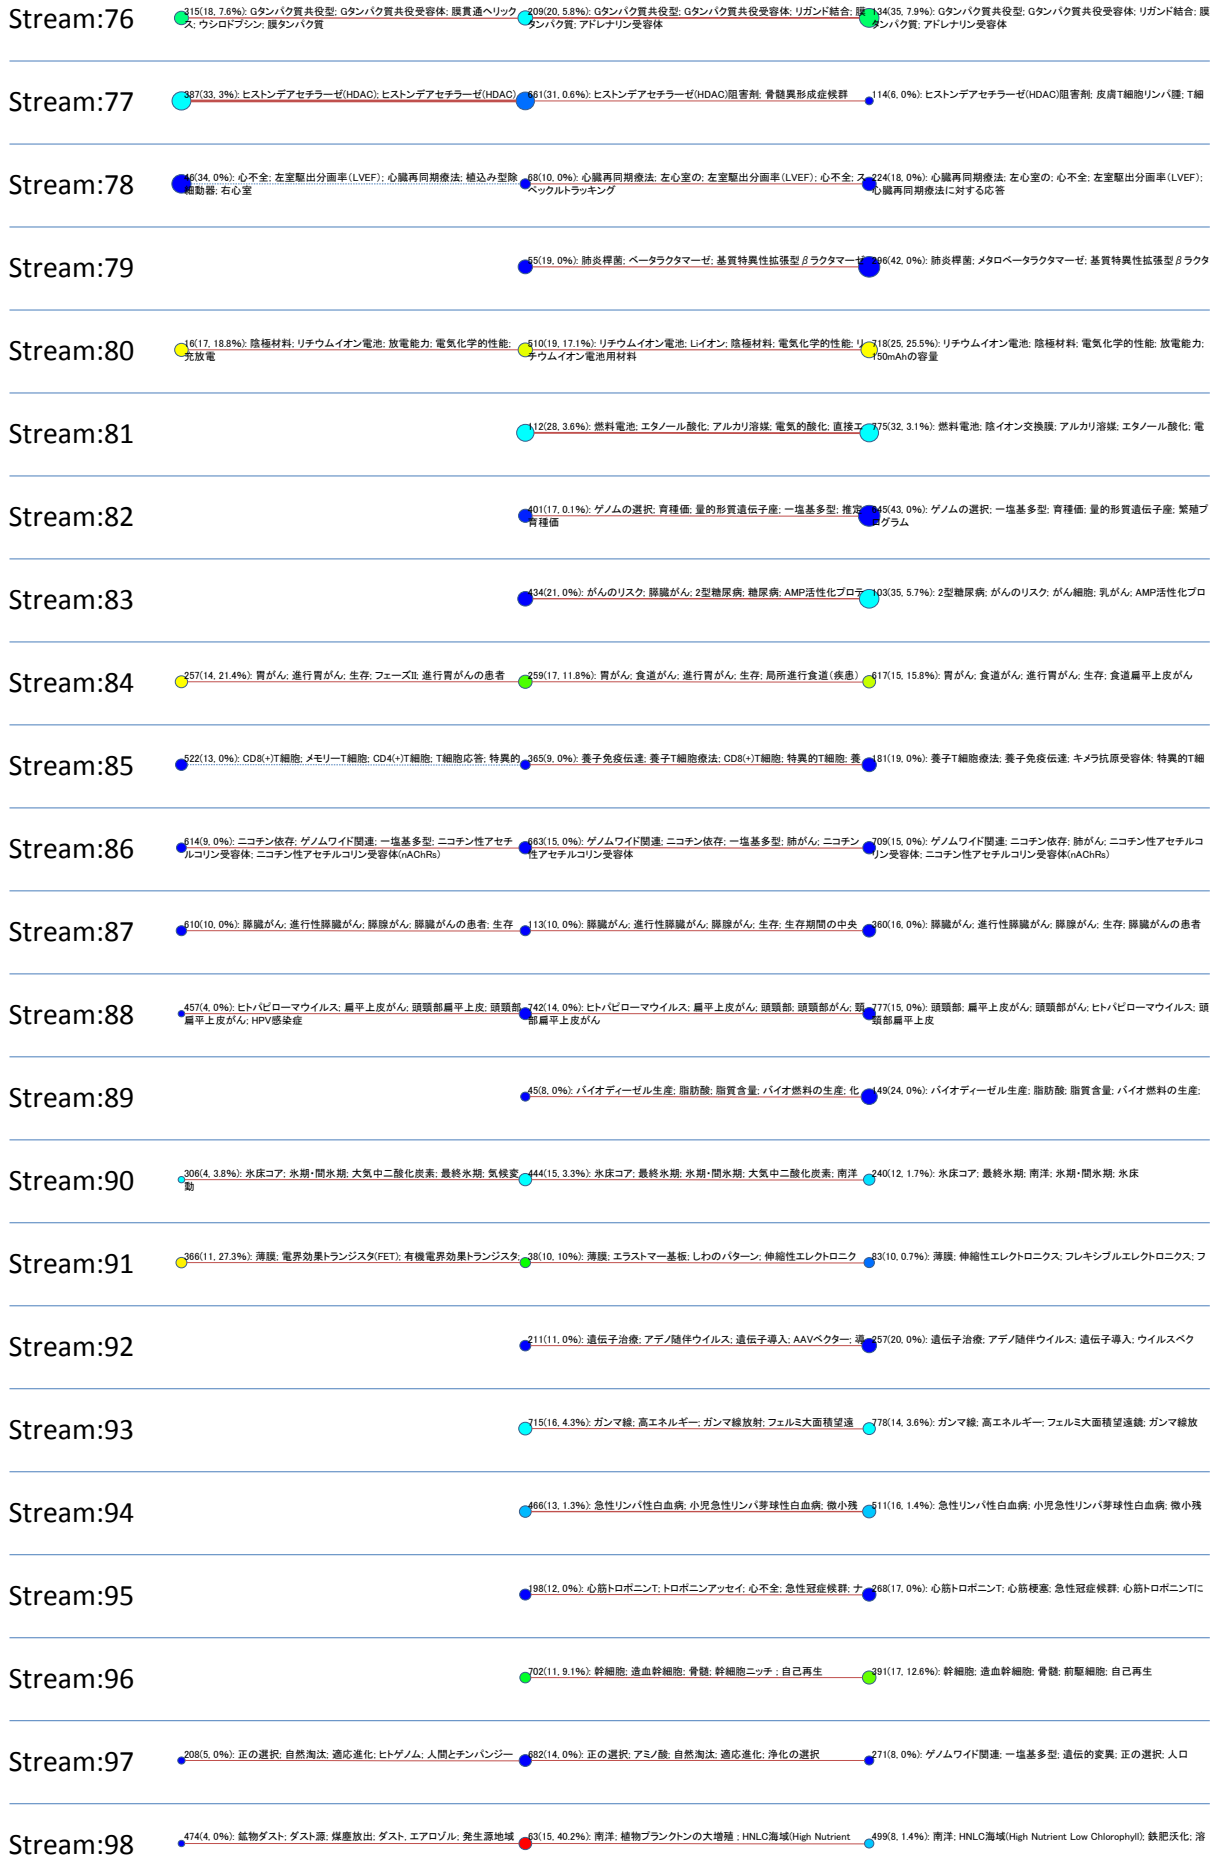 Stream:76
315(18, 7.6%): Gタンパク質共役型; Gタンパク質共役受容体; 膜貫通ヘリック
ス; ウシロドプシン; 膜タンパク質
209(20, 5.8%): Gタンパク質共役型; Gタンパク質共役受容体; リガンド結合; 膜
タンパク質; アドレナリン受容体
134(35, 7.9%): Gタンパク質共役型; Gタンパク質共役受容体; リガンド結合; 膜
タンパク質; アドレナリン受容体
Stream:77
387(33, 3%): ヒストンデアセチラーゼ(HDAC); ヒストンデアセチラーゼ(HDAC)
661(31, 0.6%): ヒストンデアセチラーゼ(HDAC)阻害剤; 骨髄異形成症候群
114(6, 0%): ヒストンデアセチラーゼ(HDAC)阻害剤; 皮膚T細胞リンパ腫; T細
Stream:78
46(34, 0%): 心不全; 左室駆出分画率(LVEF); 心臓再同期療法; 植込み型除
細動器; 右心室
68(10, 0%): 心臓再同期療法; 左心室の; 左室駆出分画率(LVEF); 心不全; ス
ペックルトラッキング
224(18, 0%): 心臓再同期療法; 左心室の; 心不全; 左室駆出分画率(LVEF);
心臓再同期療法に対する応答
Stream:79
55(19, 0%): 肺炎桿菌; ベータラクタマーゼ; 基質特異性拡張型βラクタマーゼ
396(42, 0%): 肺炎桿菌; メタロベータラクタマーゼ; 基質特異性拡張型βラクタ
Stream:80
16(17, 18.8%): 陰極材料; リチウムイオン電池; 放電能力; 電気化学的性能;
充放電
510(19, 17.1%): リチウムイオン電池; Liイオン; 陰極材料; 電気化学的性能; リ
チウムイオン電池用材料
718(25, 25.5%): リチウムイオン電池; 陰極材料; 電気化学的性能; 放電能力;
150mAhの容量
Stream:81
112(28, 3.6%): 燃料電池; エタノール酸化; アルカリ溶媒; 電気的酸化; 直接エ
775(32, 3.1%): 燃料電池; 陰イオン交換膜; アルカリ溶媒; エタノール酸化; 電
Stream:82
401(17, 0.1%): ゲノムの選択; 育種価; 量的形質遺伝子座; 一塩基多型; 推定
育種価
645(43, 0%): ゲノムの選択; 一塩基多型; 育種価; 量的形質遺伝子座; 繁殖プ
ログラム
Stream:83
434(21, 0%): がんのリスク; 膵臓がん; 2型糖尿病; 糖尿病; AMP活性化プロテ
103(35, 5.7%): 2型糖尿病; がんのリスク; がん細胞; 乳がん; AMP活性化プロ
Stream:84
257(14, 21.4%): 胃がん; 進行胃がん; 生存; フェーズⅡ; 進行胃がんの患者
259(17, 11.8%): 胃がん; 食道がん; 進行胃がん; 生存; 局所進行食道(疾患)
617(15, 15.8%): 胃がん; 食道がん; 進行胃がん; 生存; 食道扁平上皮がん
Stream:85
522(13, 0%): CD8(+)T細胞; メモリーT細胞; CD4(+)T細胞; T細胞応答; 特異的
365(9, 0%): 養子免疫伝達; 養子T細胞療法; CD8(+)T細胞; 特異的T細胞; 養
181(19, 0%): 養子T細胞療法; 養子免疫伝達; キメラ抗原受容体; 特異的T細
Stream:86
614(9, 0%): ニコチン依存; ゲノムワイド関連; 一塩基多型; ニコチン性アセチ
ルコリン受容体; ニコチン性アセチルコリン受容体(nAChRs)
663(15, 0%): ゲノムワイド関連; ニコチン依存; 一塩基多型; 肺がん; ニコチン
性アセチルコリン受容体
709(15, 0%): ゲノムワイド関連; ニコチン依存; 肺がん; ニコチン性アセチルコ
リン受容体; ニコチン性アセチルコリン受容体(nAChRs)
Stream:87
610(10, 0%): 膵臓がん; 進行性膵臓がん; 膵腺がん; 膵臓がんの患者; 生存
113(10, 0%): 膵臓がん; 進行性膵臓がん; 膵腺がん; 生存; 生存期間の中央
360(16, 0%): 膵臓がん; 進行性膵臓がん; 膵腺がん; 生存; 膵臓がんの患者
Stream:88
457(4, 0%): ヒトパピローマウイルス; 扁平上皮がん; 頭頸部扁平上皮; 頭頸部
扁平上皮がん; HPV感染症
742(14, 0%): ヒトパピローマウイルス; 扁平上皮がん; 頭頸部; 頭頸部がん; 頸
部扁平上皮がん
777(15, 0%): 頭頸部; 扁平上皮がん; 頭頸部がん; ヒトパピローマウイルス; 頭
頸部扁平上皮
Stream:89
45(8, 0%): バイオディーゼル生産; 脂肪酸; 脂質含量; バイオ燃料の生産; 化
149(24, 0%): バイオディーゼル生産; 脂肪酸; 脂質含量; バイオ燃料の生産;
Stream:90
306(4, 3.8%): 氷床コア; 氷期・間氷期; 大気中二酸化炭素; 最終氷期; 気候変
動
444(15, 3.3%): 氷床コア; 最終氷期; 氷期・間氷期; 大気中二酸化炭素; 南洋
240(12, 1.7%): 氷床コア; 最終氷期; 南洋; 氷期・間氷期; 氷床
Stream:91
366(11, 27.3%): 薄膜; 電界効果トランジスタ(FET); 有機電界効果トランジスタ;
38(10, 10%): 薄膜; エラストマー基板; しわのパターン; 伸縮性エレクトロニク
83(10, 0.7%): 薄膜; 伸縮性エレクトロニクス; フレキシブルエレクトロニクス; フ
Stream:92
211(11, 0%): 遺伝子治療; アデノ随伴ウイルス; 遺伝子導入; AAVベクター; 導
257(20, 0%): 遺伝子治療; アデノ随伴ウイルス; 遺伝子導入; ウイルスベク
Stream:93
715(16, 4.3%): ガンマ線; 高エネルギー; ガンマ線放射; フェルミ大面積望遠
778(14, 3.6%): ガンマ線; 高エネルギー; フェルミ大面積望遠鏡; ガンマ線放
Stream:94
466(13, 1.3%): 急性リンパ性白血病; 小児急性リンパ芽球性白血病; 微小残
511(16, 1.4%): 急性リンパ性白血病; 小児急性リンパ芽球性白血病; 微小残
Stream:95
198(12, 0%): 心筋トロポニンT; トロポニンアッセイ; 心不全; 急性冠症候群; ナ
268(17, 0%): 心筋トロポニンT; 心筋梗塞; 急性冠症候群; 心筋トロポニンTに
Stream:96
702(11, 9.1%): 幹細胞; 造血幹細胞; 骨髄; 幹細胞ニッチ ; 自己再生
391(17, 12.6%): 幹細胞; 造血幹細胞; 骨髄; 前駆細胞; 自己再生
Stream:97
208(5, 0%): 正の選択; 自然淘汰; 適応進化; ヒトゲノム; 人間とチンパンジー
682(14, 0%): 正の選択; アミノ酸; 自然淘汰; 適応進化; 浄化の選択
271(8, 0%): ゲノムワイド関連; 一塩基多型; 遺伝的変異; 正の選択; 人口
Stream:98
474(4, 0%): 鉱物ダスト; ダスト源; 煤塵放出; ダスト, エアロゾル; 発生源地域
63(15, 40.2%): 南洋; 植物プランクトンの大増殖 ; HNLC海域(High Nutrient
499(8, 1.4%): 南洋; HNLC海域(High Nutrient Low Chlorophyll); 鉄肥沃化; 溶